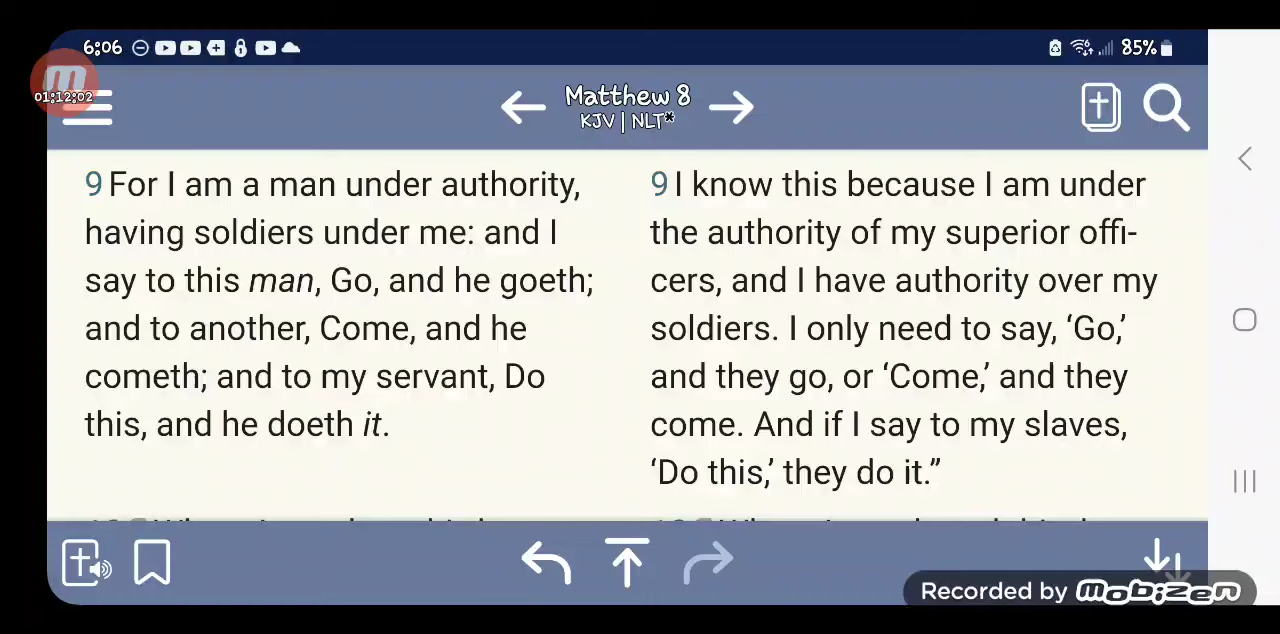 6:06
85%
01:12:02
Matthew 8
KJV | NLT*
9 For I am a man under authority,
having soldiers under me: and I
say to this man, Go, and he goeth;
and to another, Come, and he
cometh; and to my servant, Do
this, and he doeth it.
9 I know this because I am under
the authority of my superior offi-
cers, and I have authority over my
soldiers. I only need to say, ‘Go,’
and they go, or ‘Come,’ and they
come. And if I say to my slaves,
‘Do this,’ they do it.”
Recorded by mobizen